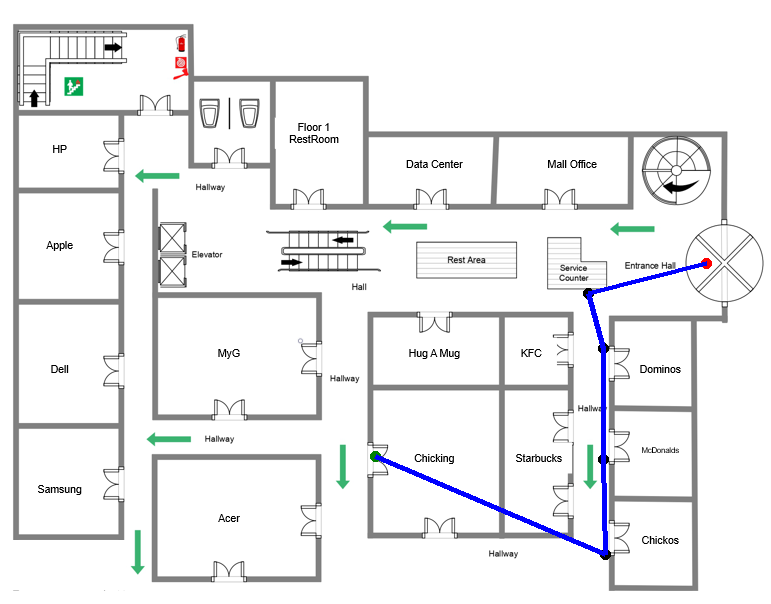 HP
Floor 1
RestRoom
Data Center
Mall Office
Hallway
Apple
Elevator
Rest Area
Service
Counter
Entrance Hall
Hall
MyG
Hug A Mug
KFC
Dell
Hallway
Dominos
Hallway
Hallway
Chicking
Starbucks
McDonalds
Samsung
Acer
Chickos
Hallway